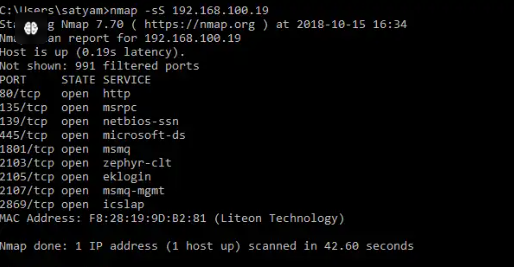 C:\Users\satyam>nmap -sS 192.168.100.19
St g Nmap 7.70 ( https://nmap.org ) at 2018-10-15 16:34
Nm an report for 192.168.100.19
Host is up (0.19s latency).
Not shown: 991 filtered ports
PORT STATE SERVICE
80/tcp open http
135/tcp open msrpc
139/tcp open netbios-ssn
445/tcp open microsoft-ds
1801/tcp open msmq
2103/tcp open zephyr-clt
2105/tcp open eklogin
2107/tcp open msmq-mgmt
2869/tcp open icslap
MAC Address: F8:28:19:9D:B2:81 (Liteon Technology)
Nmap done: 1 IP address (1 host up) scanned in 42.60 seconds